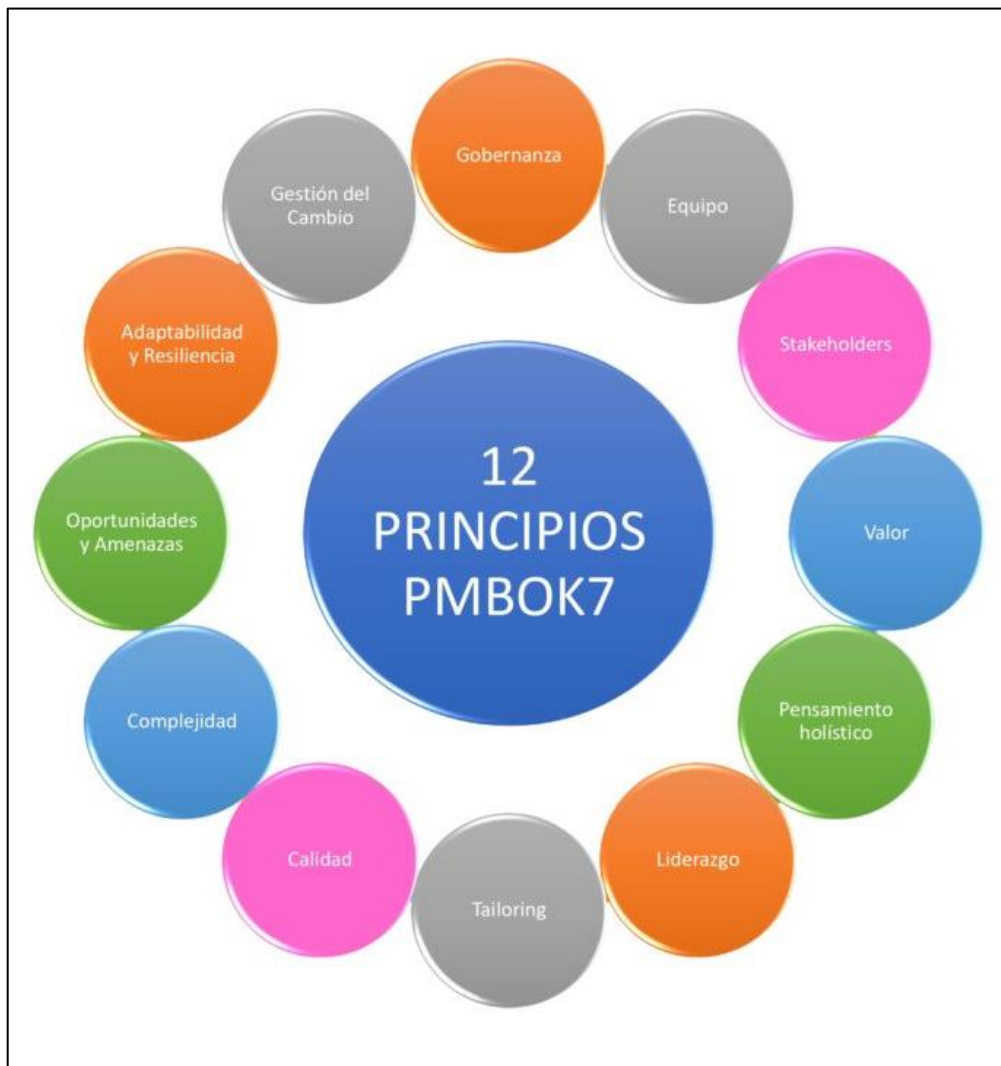 Gobernanza
Equipo
Stakeholders
Valor
Pensamiento
holístico
Liderazgo
Tailoring
Calidad
Complejidad
Oportunidades
y Amenazas
Adaptabilidad
y Resiliencia
Gestión del
Cambio
12
PRINCIPIOS
PMBOK7